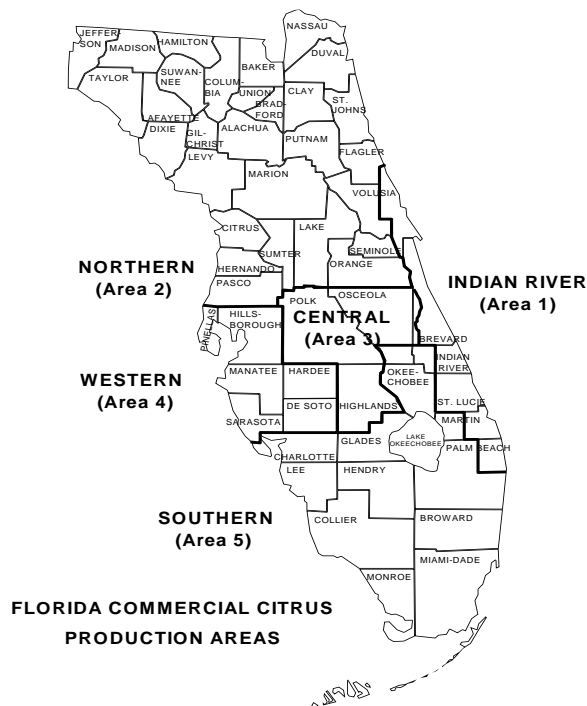 NASSAU
JEFFER-
SON
MADISON
HAMILTON
DUVAL
TAYLOR
SUWAN-
NEE
COLUM-
BIA
BAKER
UNION
BRAD-
FORD
CLAY
ST.
JOHNS
LAFAYETTE
DIXIE
GIL-
CHRIST
ALACHUA
PUTNAM
FLAGLER
LEVY
MARION
VOLUSIA
CITRUS
LAKE
SUMTER
SEMINOLE
ORANGE
HERNANDO
PASCO
NORTHERN
(Area 2)
INDIAN RIVER
(Area 1)
POLK
OSCEOLA
CENTRAL
(Area 3)
PINELLAS
HILLS-
BOROUGH
BREVARD
INDIAN
RIVER
WESTERN
(Area 4)
MANATEE
HARDEE
OKEE-
CHOBEE
DE SOTO
HIGHLANDS
ST. LUCIE
SARASOTA
MARTIN
GLADES
LAKE
OKEECHOBEE
PALM BEACH
CHARLOTTE
LEE
HENDRY
SOUTHERN
(Area 5)
COLLIER
BROWARD
MIAMI-DADE
MONROE
FLORIDA COMMERCIAL CITRUS
PRODUCTION AREAS